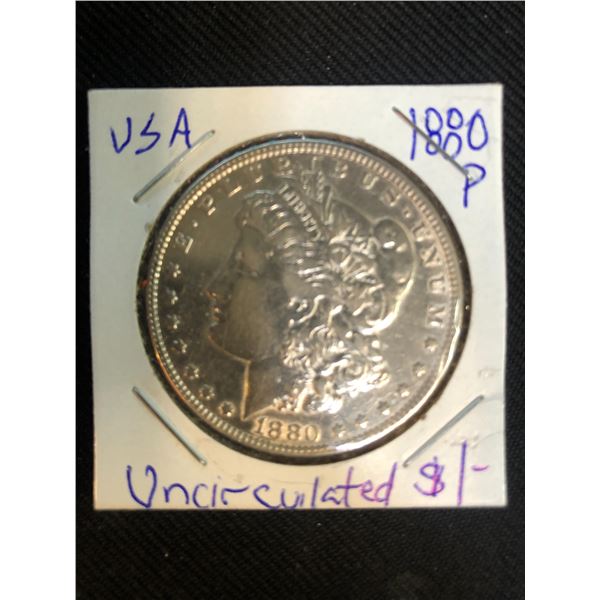 USA 1880
P
E · PLURIBUS · UNUM
LIBERTY
1880
Uncirculated $1/-